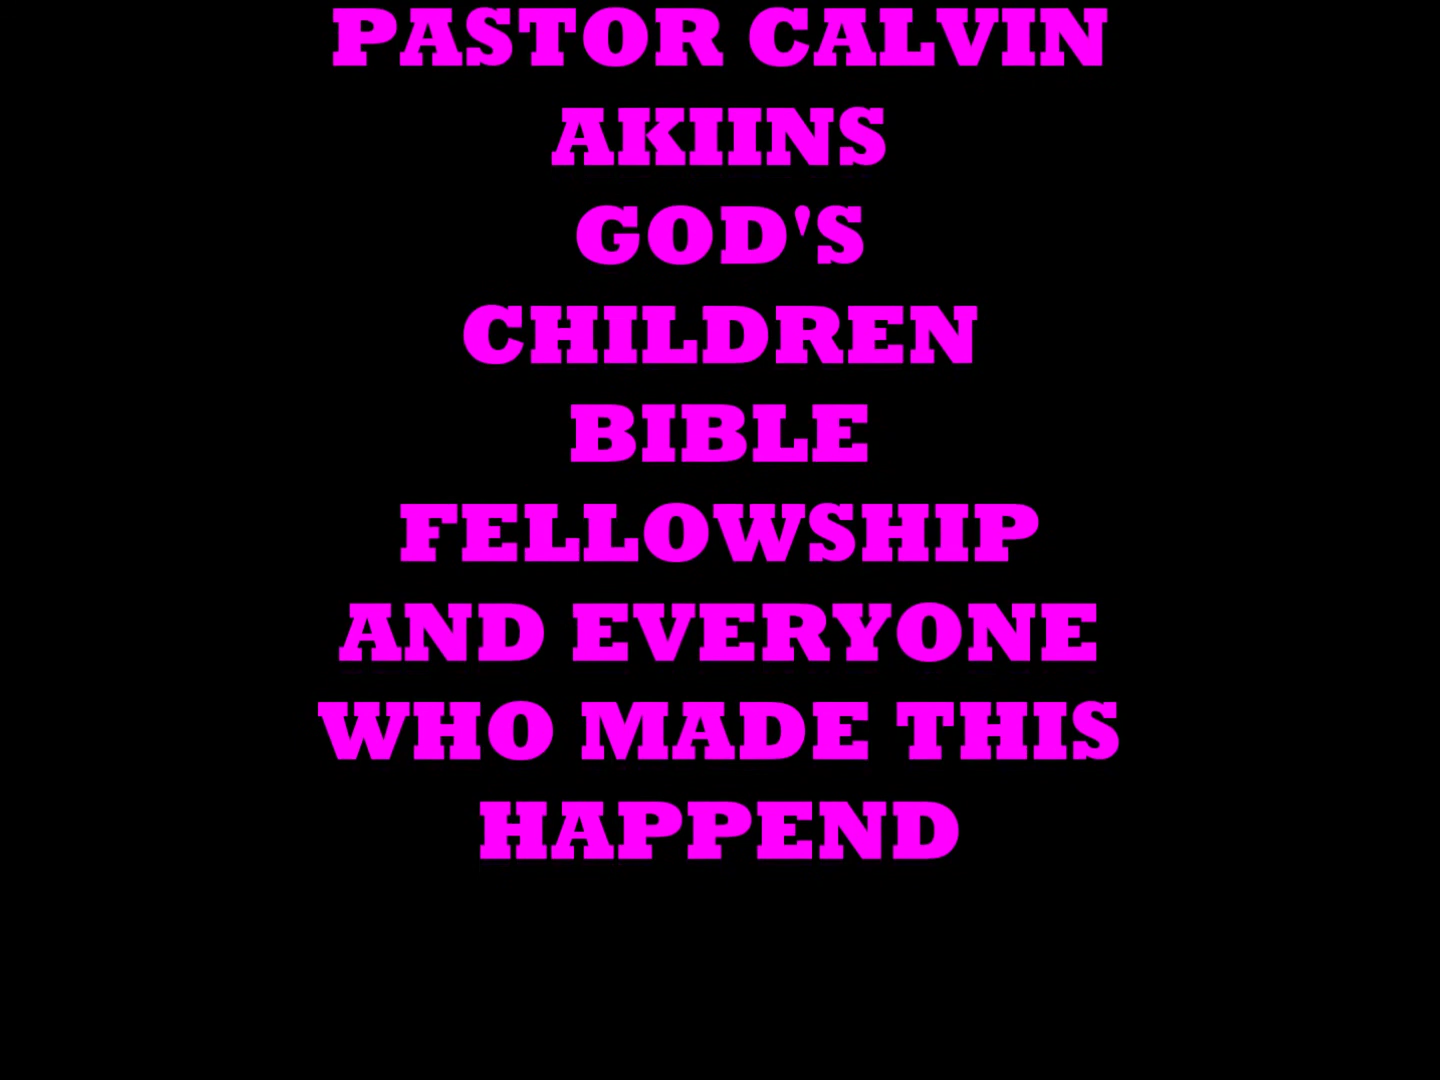 PASTOR CALVIN
AKIINS
GOD'S
CHILDREN
BIBLE
FELLOWSHIP
AND EVERYONE
WHO MADE THIS
HAPPEND